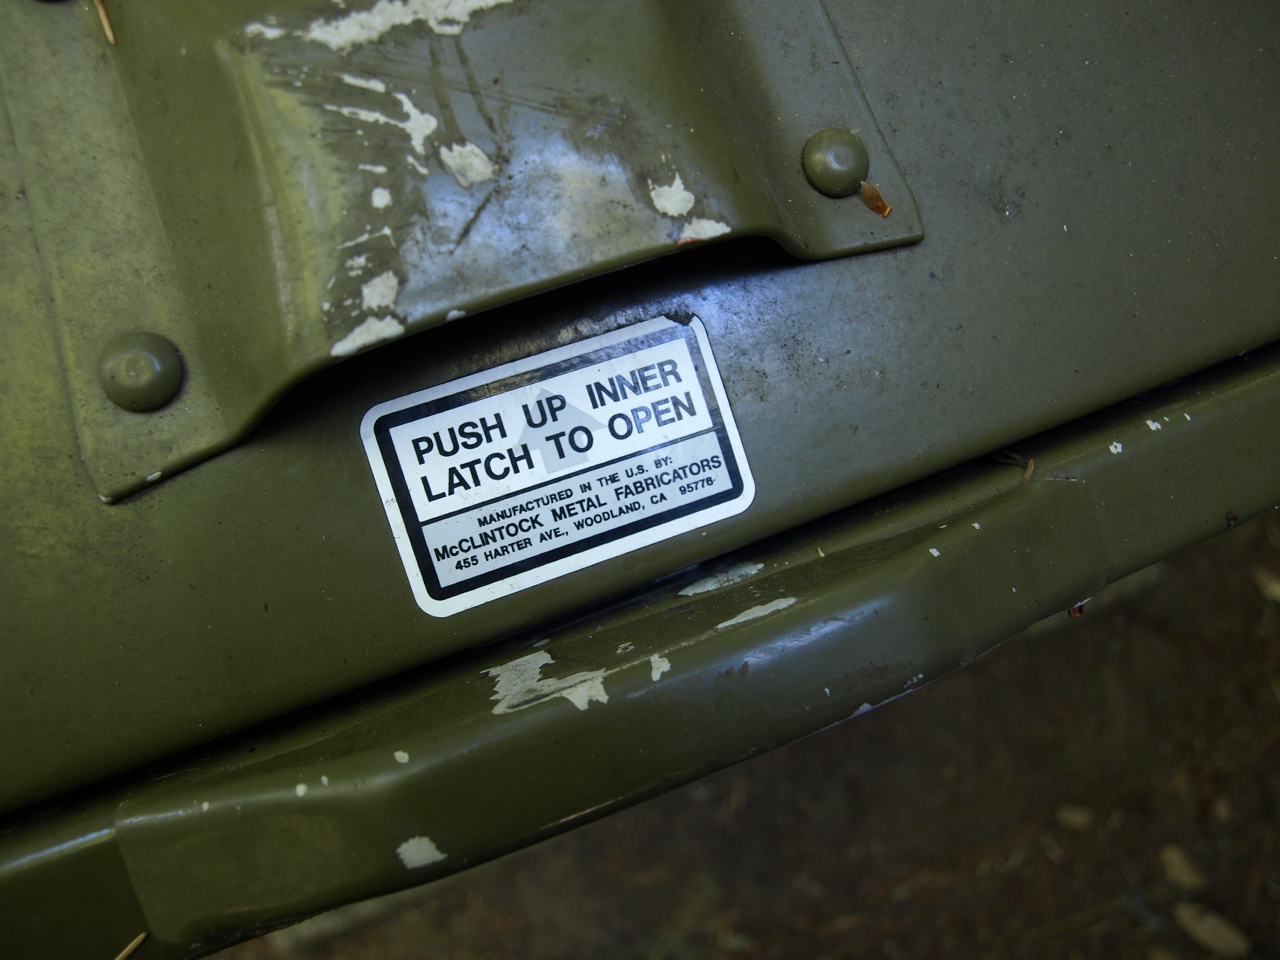 PUSH UP INNER
LATCH TO OPEN
MANUFACTURED IN THE U.S. BY:
McCLINTOCK METAL FABRICATORS
455 HARTER AVE., WOODLAND, CA 95776